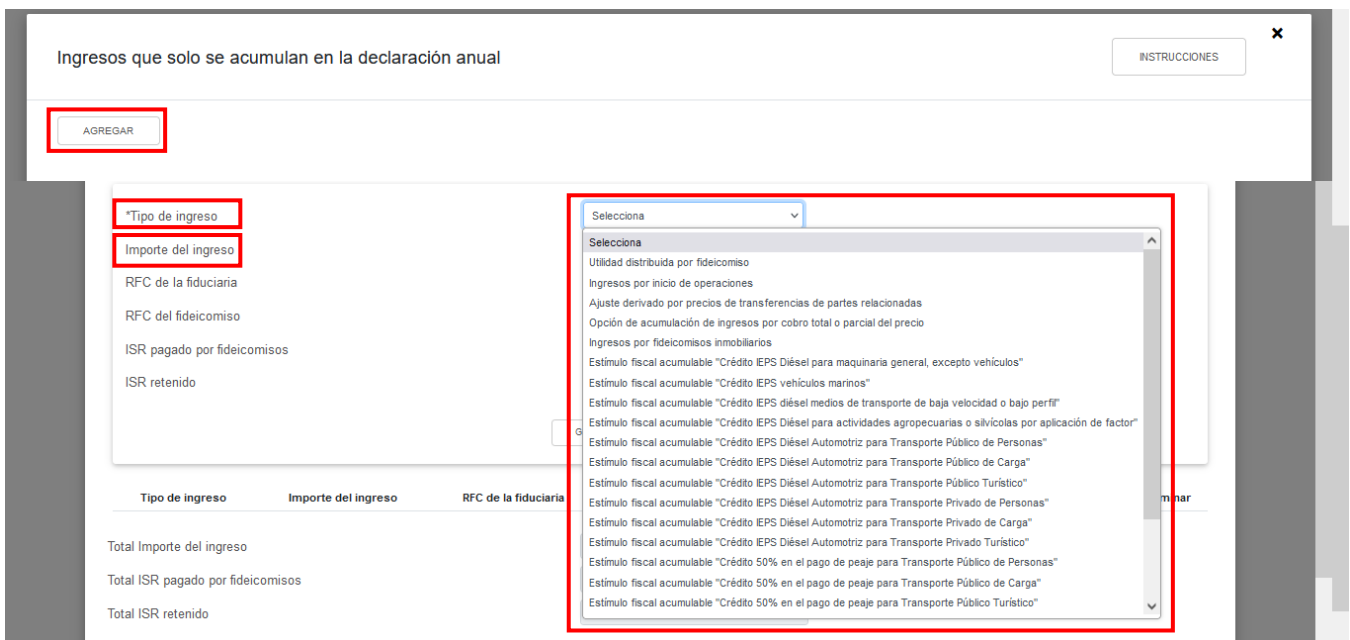 Ingresos que solo se acumulan en la declaración anual
INSTRUCCIONES
AGREGAR
*Tipo de ingreso
Selecciona
Importe del ingreso
RFC de la fiduciaria
RFC del fideicomiso
ISR pagado por fideicomisos
ISR retenido
Selecciona
Utilidad distribuida por fideicomiso
Ingresos por inicio de operaciones
Ajuste derivado por precios de transferencias de partes relacionadas
Opción de acumulación de ingresos por cobro total o parcial del precio
Ingresos por fideicomisos inmobiliarios
Estímulo fiscal acumulable "Crédito IEPS Diésel para maquinaria general, excepto vehículos"
Estímulo fiscal acumulable "Crédito IEPS vehículos marinos"
Estímulo fiscal acumulable "Crédito IEPS diésel medios de transporte de baja velocidad o bajo perfil"
Estímulo fiscal acumulable "Crédito IEPS Diésel para actividades agropecuarias o silvícolas por aplicación de factor"
Estímulo fiscal acumulable "Crédito IEPS Diésel Automotriz para Transporte Público de Personas"
Estímulo fiscal acumulable "Crédito IEPS Diésel Automotriz para Transporte Público de Carga"
Estímulo fiscal acumulable "Crédito IEPS Diésel Automotriz para Transporte Público Turístico"
Estímulo fiscal acumulable "Crédito IEPS Diésel Automotriz para Transporte Privado de Personas"
Estímulo fiscal acumulable "Crédito IEPS Diésel Automotriz para Transporte Privado de Carga"
Estímulo fiscal acumulable "Crédito IEPS Diésel Automotriz para Transporte Privado Turístico"
Estímulo fiscal acumulable "Crédito 50% en el pago de peaje para Transporte Público de Personas"
Estímulo fiscal acumulable "Crédito 50% en el pago de peaje para Transporte Público de Carga"
Estímulo fiscal acumulable "Crédito 50% en el pago de peaje para Transporte Público Turístico"
Tipo de ingreso Importe del ingreso RFC de la fiduciaria
Total Importe del ingreso
Total ISR pagado por fideicomisos
Total ISR retenido